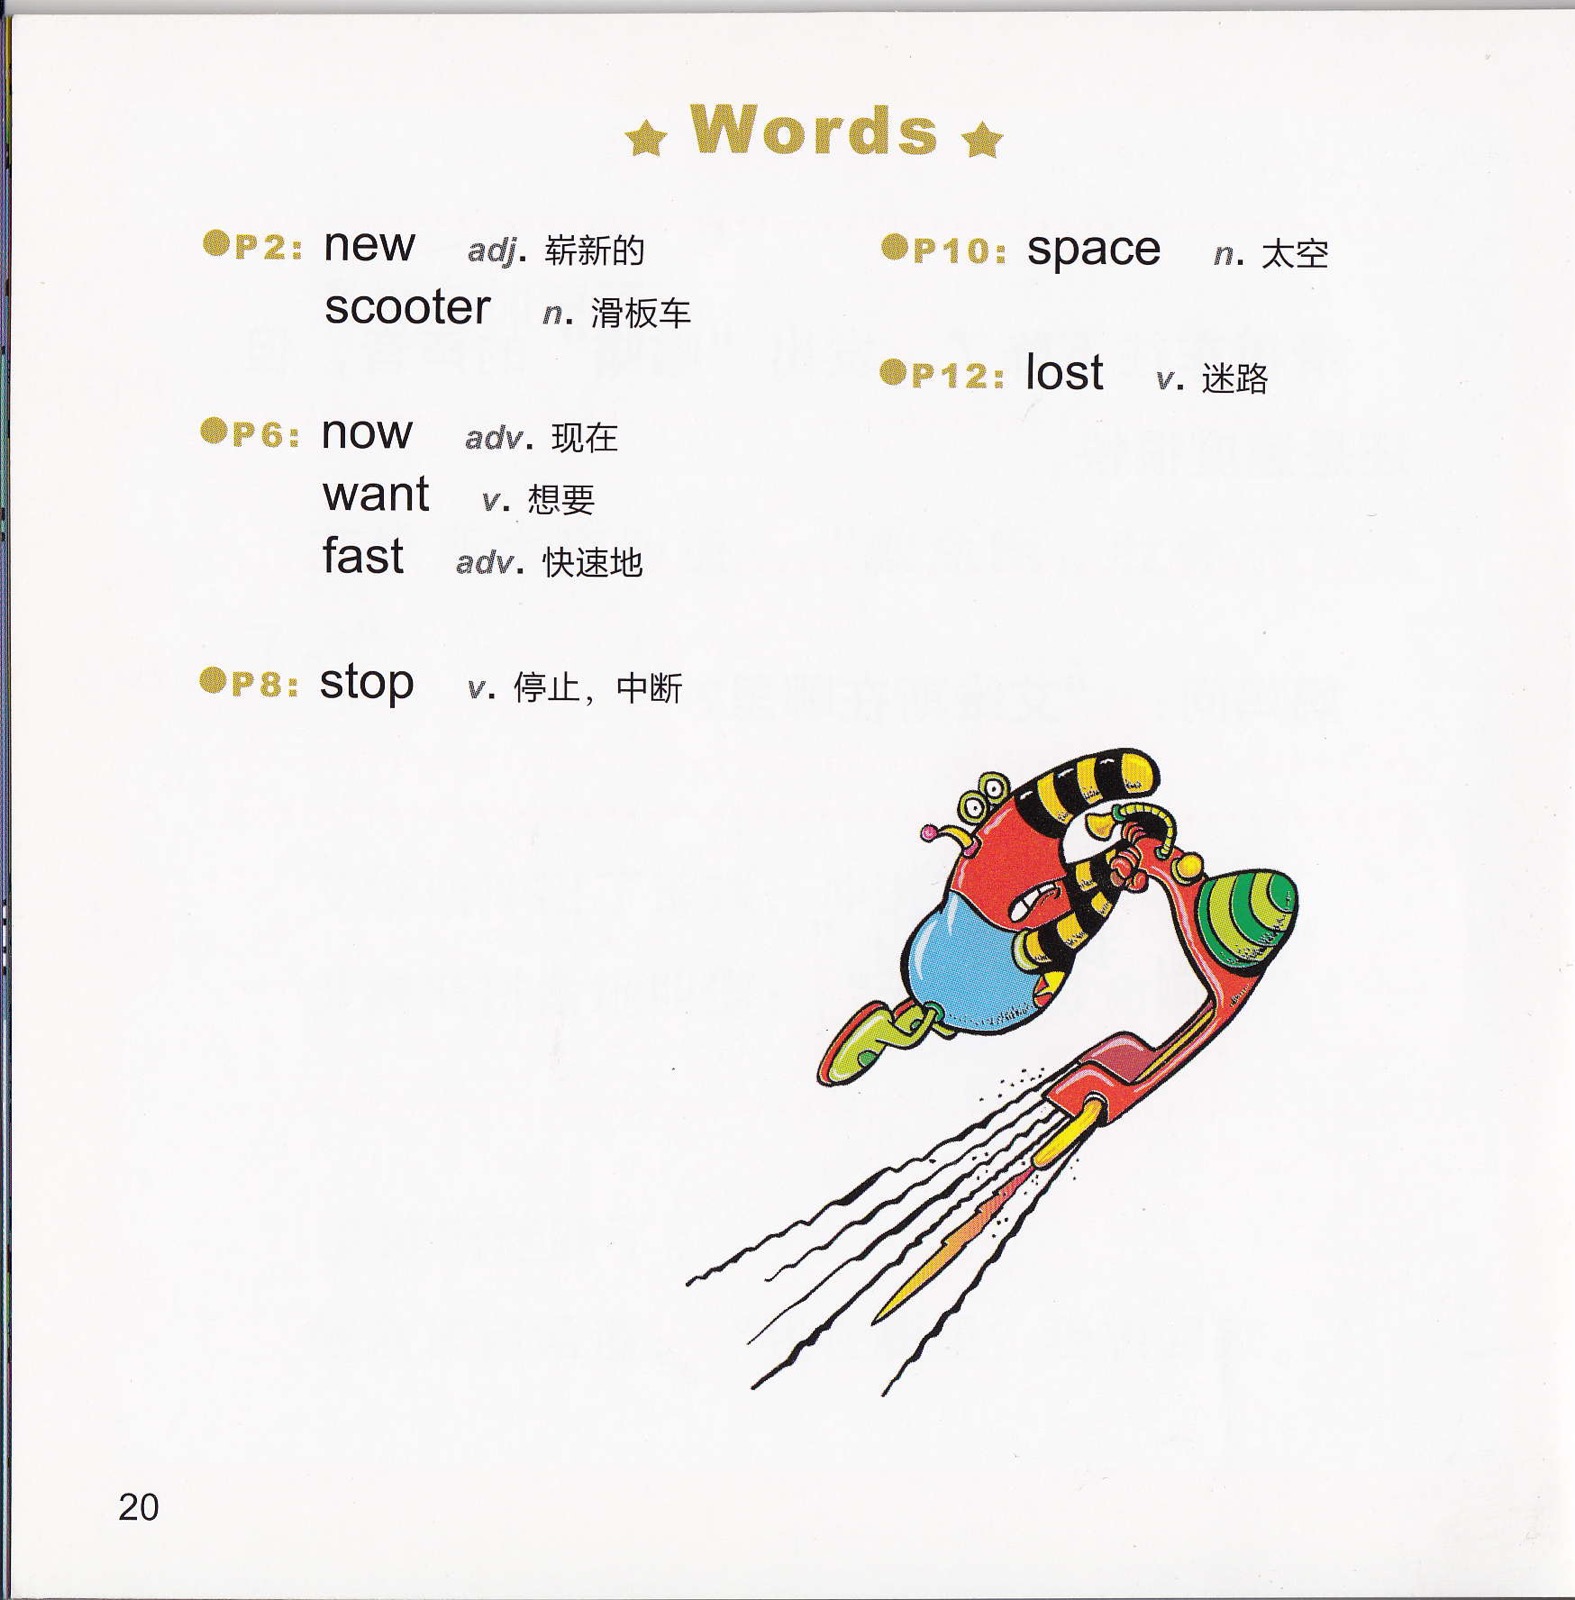 ★ Words ★
●P2: new adj. 崭新的
scooter n. 滑板车
●P6: now adv. 现在
want v. 想要
fast adv. 快速地
●P8: stop v. 停止，中断
●P10: space n. 太空
●P12: lost v. 迷路
20